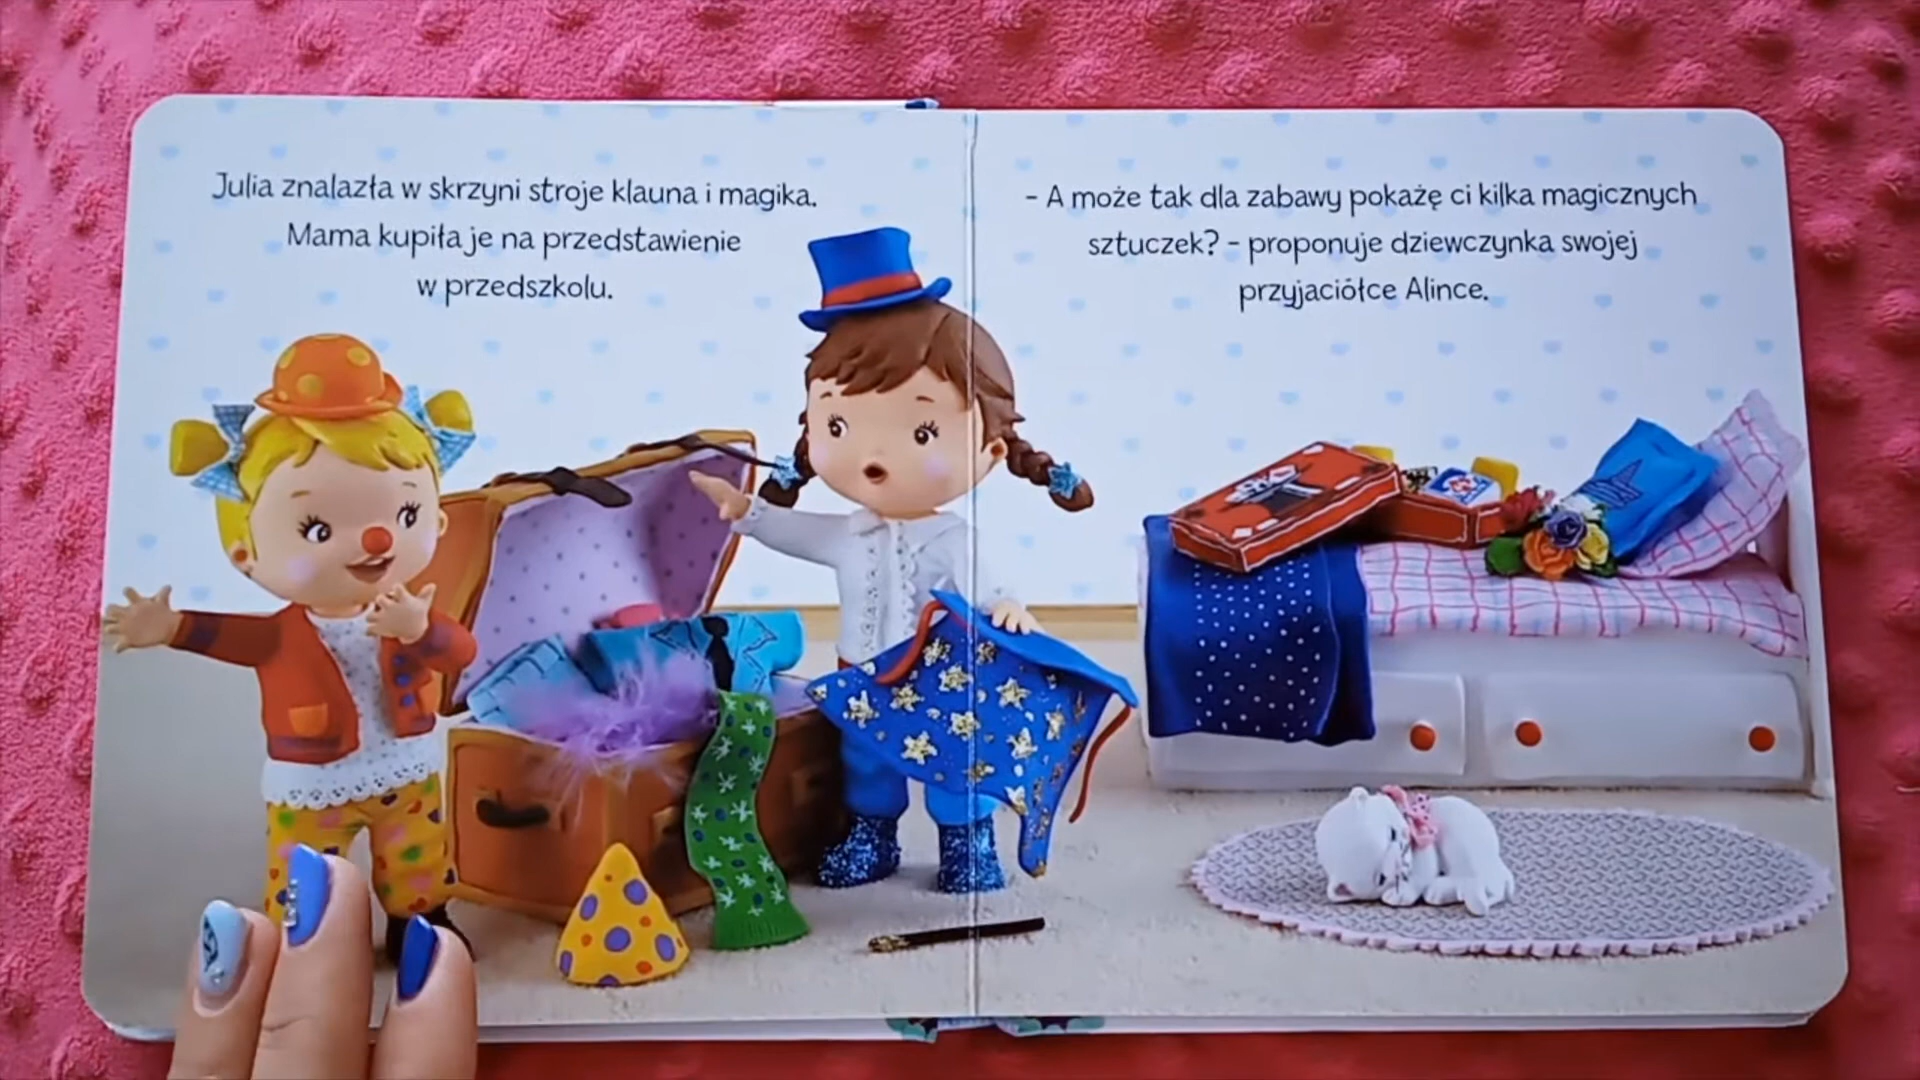 Julia znalazła w skrzyni stroje klauna i magika.
Mama kupiła je na przedstawienie
w przedszkolu.
– A może tak dla zabawy pokażę ci kilka magicznych
sztuczek? – proponuje dziewczynka swojej
przyjaciółce Alince.